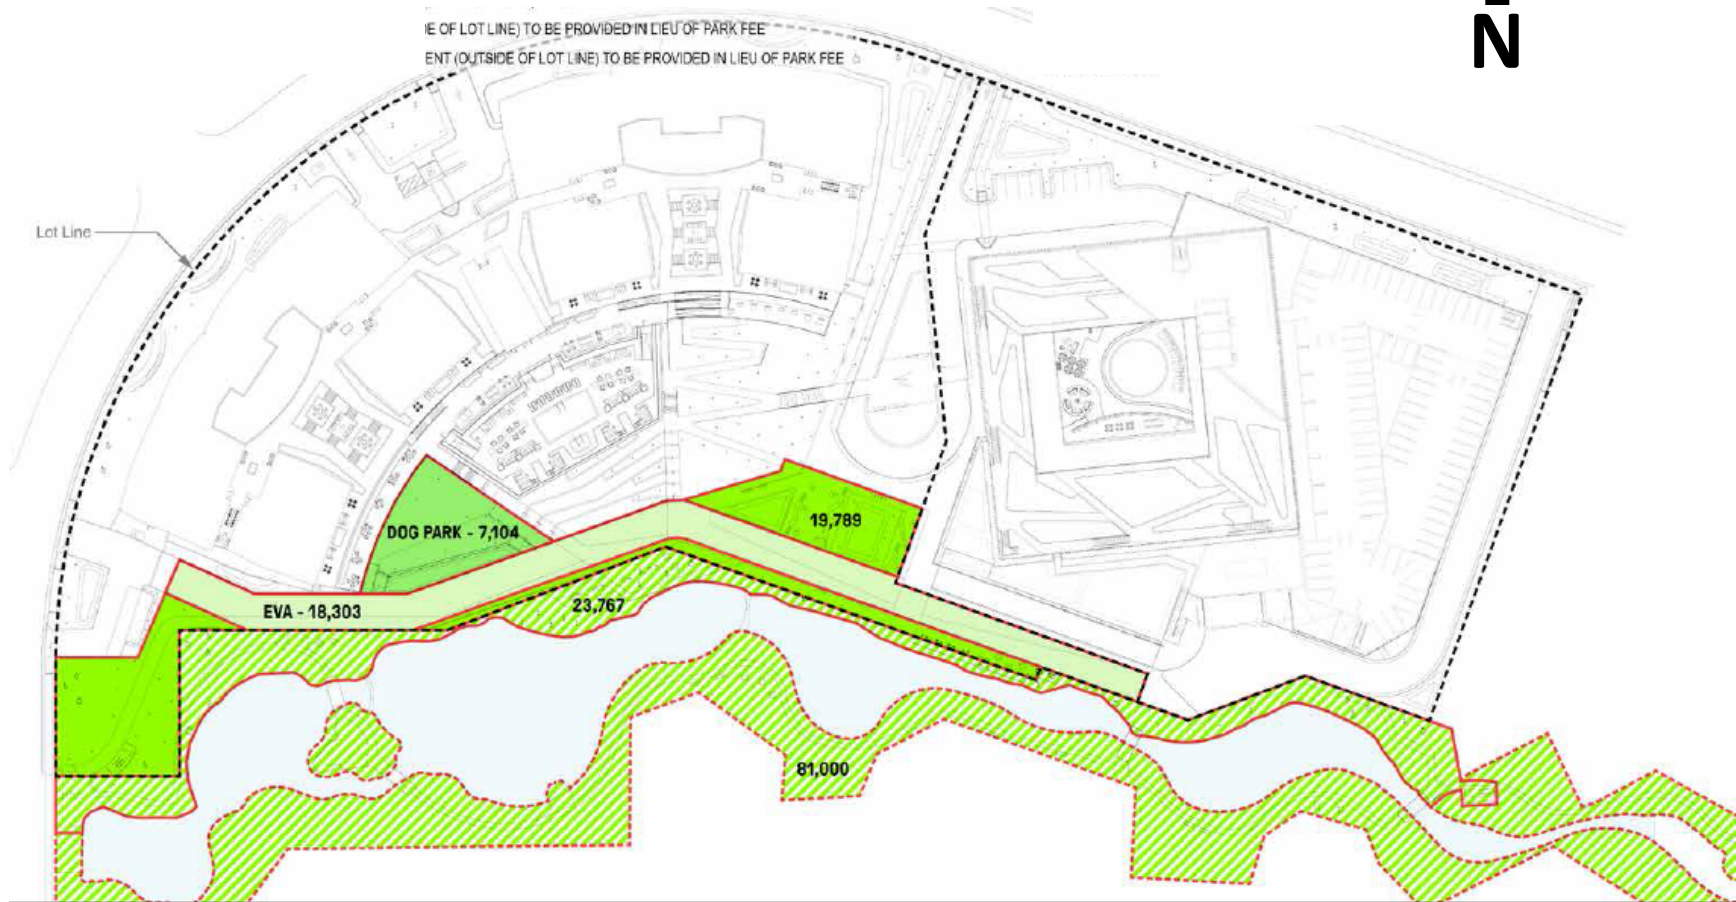 E OF LOT LINE) TO BE PROVIDED IN LIEU OF PARK FEE
ENT (OUTSIDE OF LOT LINE) TO BE PROVIDED IN LIEU OF PARK FEE
N
Lot Line
DOG PARK - 7,104
19,789
EVA - 18,303
23,767
81,000